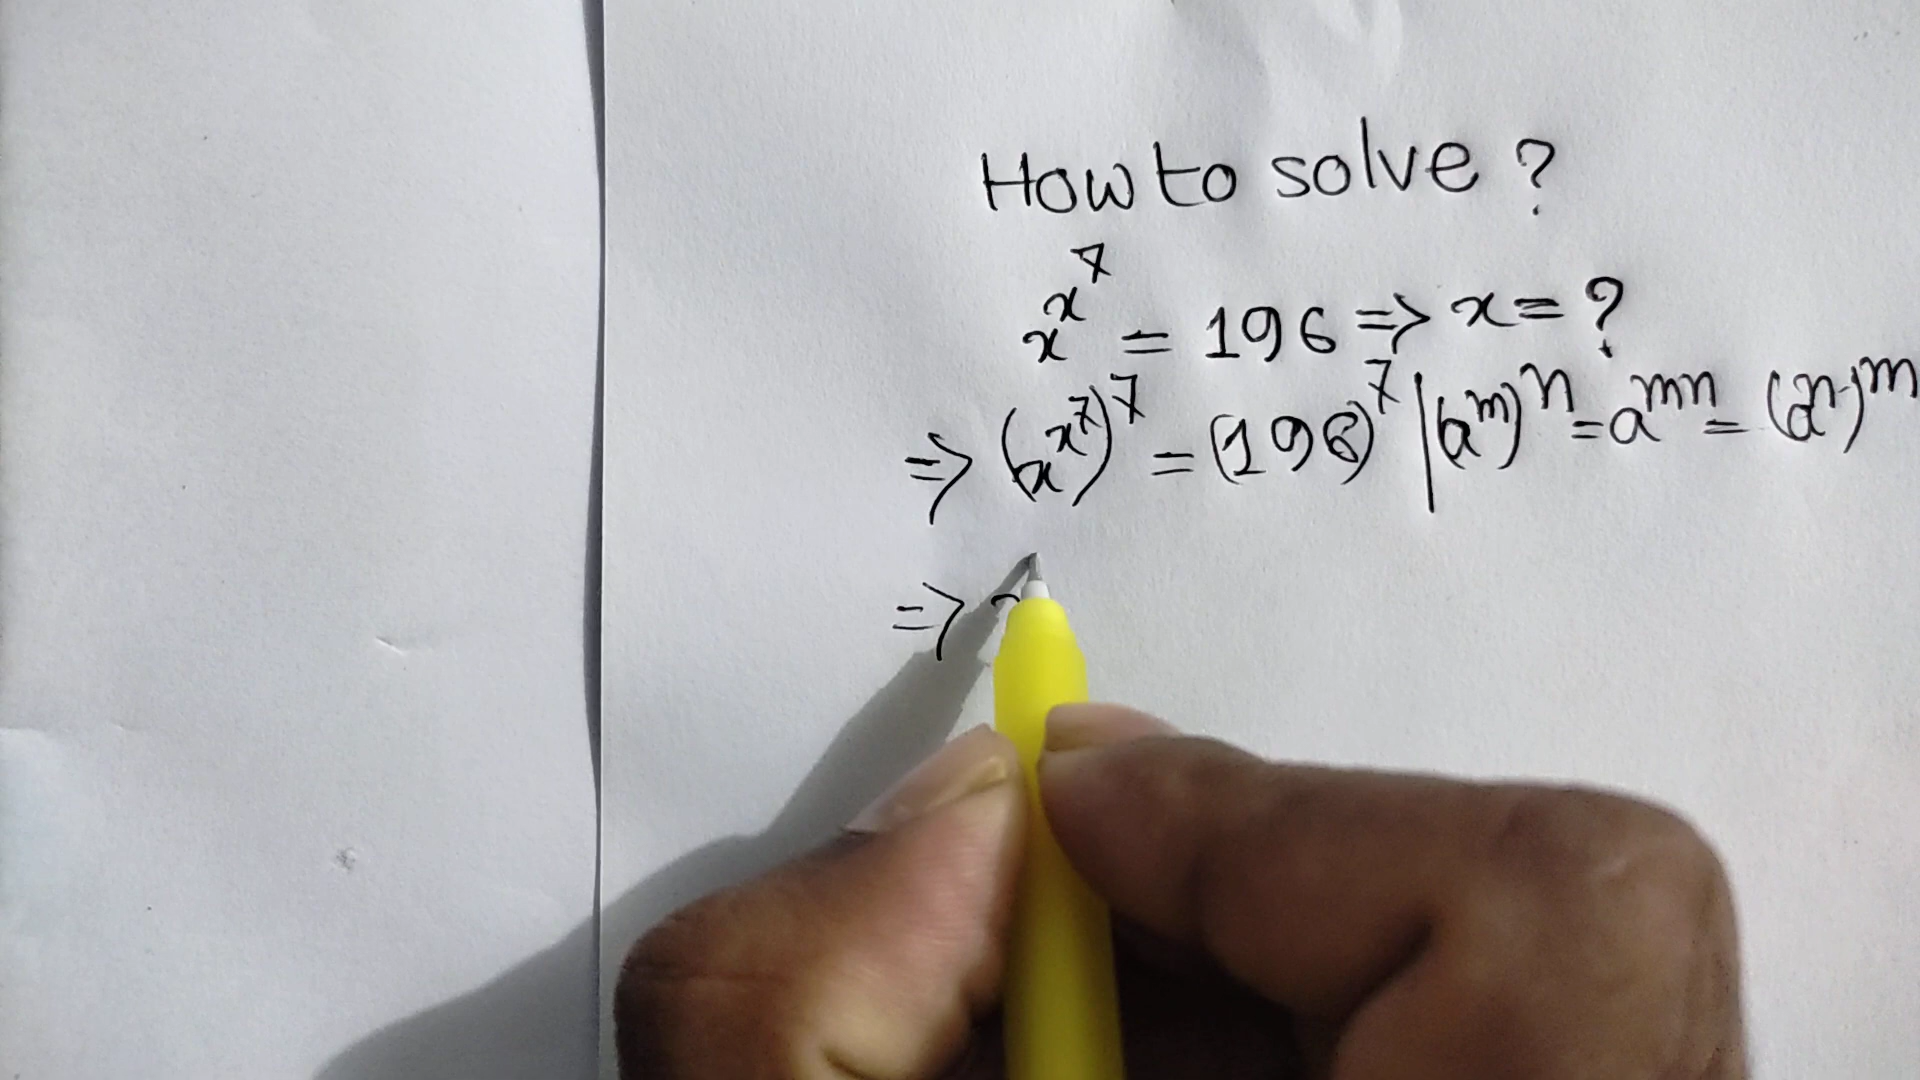 How to solve ?
x^x^7 = 196 => x = ?
=> (x^x^7)^7 = (196)^7 | (a^m)^n = a^mn = (a^n)^m
=>